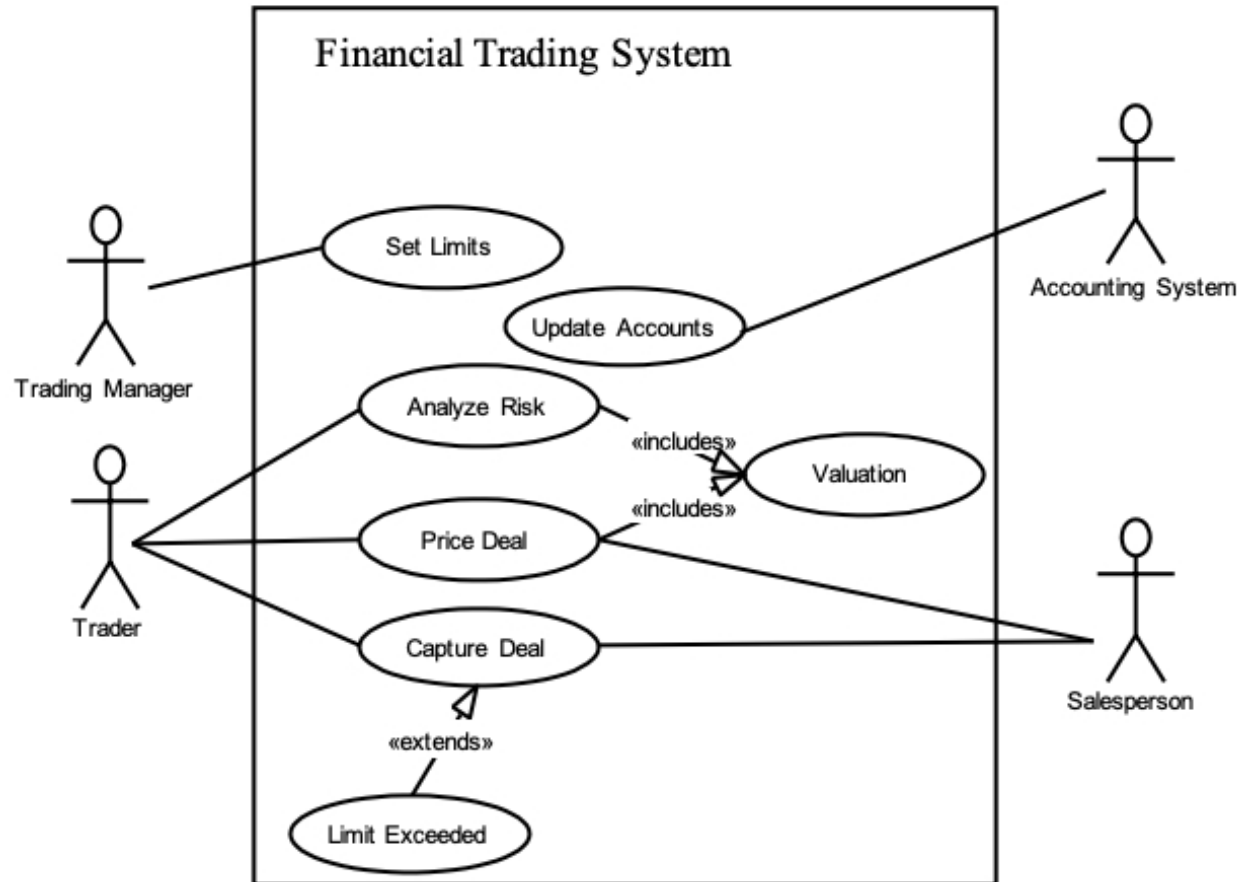 Financial Trading System
Set Limits
Accounting System
Update Accounts
Trading Manager
Analyze Risk
«includes»
Valuation
«includes»
Price Deal
Trader
Capture Deal
Salesperson
«extends»
Limit Exceeded